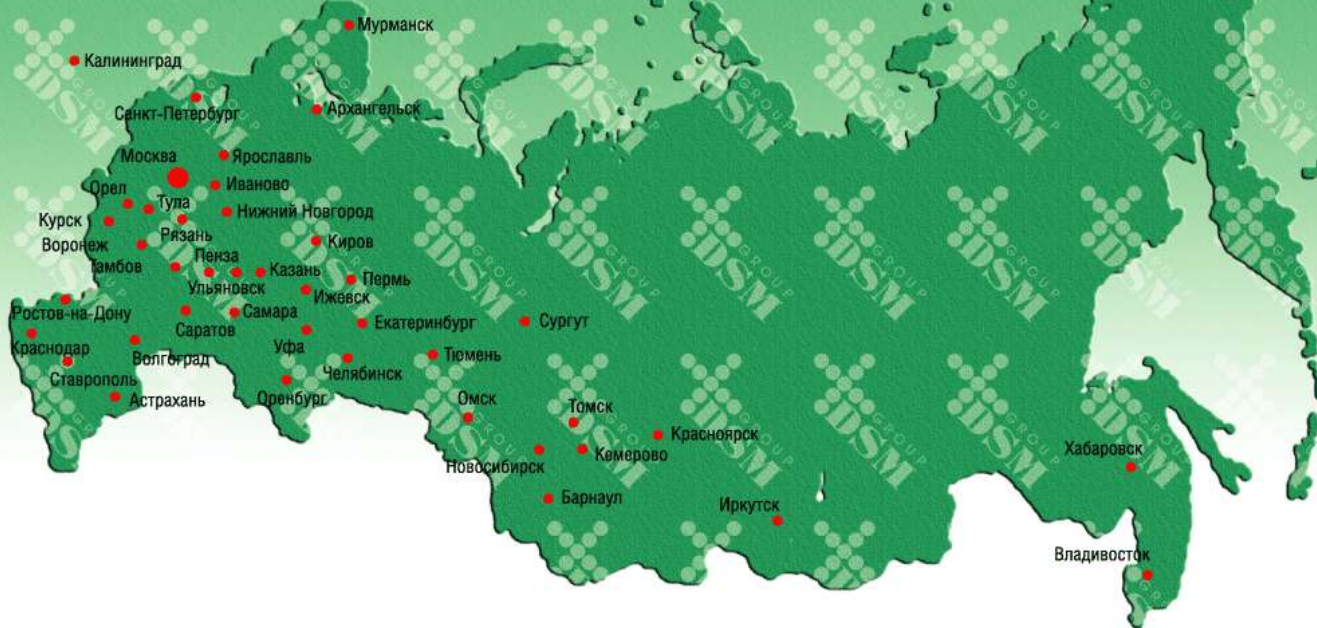 Мурманск
Калининград
Санкт-Петербург
Архангельск
Москва
Ярославль
Иваново
Орел
Тула
Нижний Новгород
Курск
Рязань
Киров
Воронеж
Пенза
Тамбов
Казань
Пермь
Ульяновск
Ижевск
Ростов-на-Дону
Самара
Саратов
Екатеринбург
Сургут
Краснодар
Уфа
Волгоград
Тюмень
Челябинск
Ставрополь
Астрахань
Оренбург
Омск
Томск
Красноярск
Кемерово
Новосибирск
Хабаровск
Барнаул
Иркутск
Владивосток
DSM GROUP